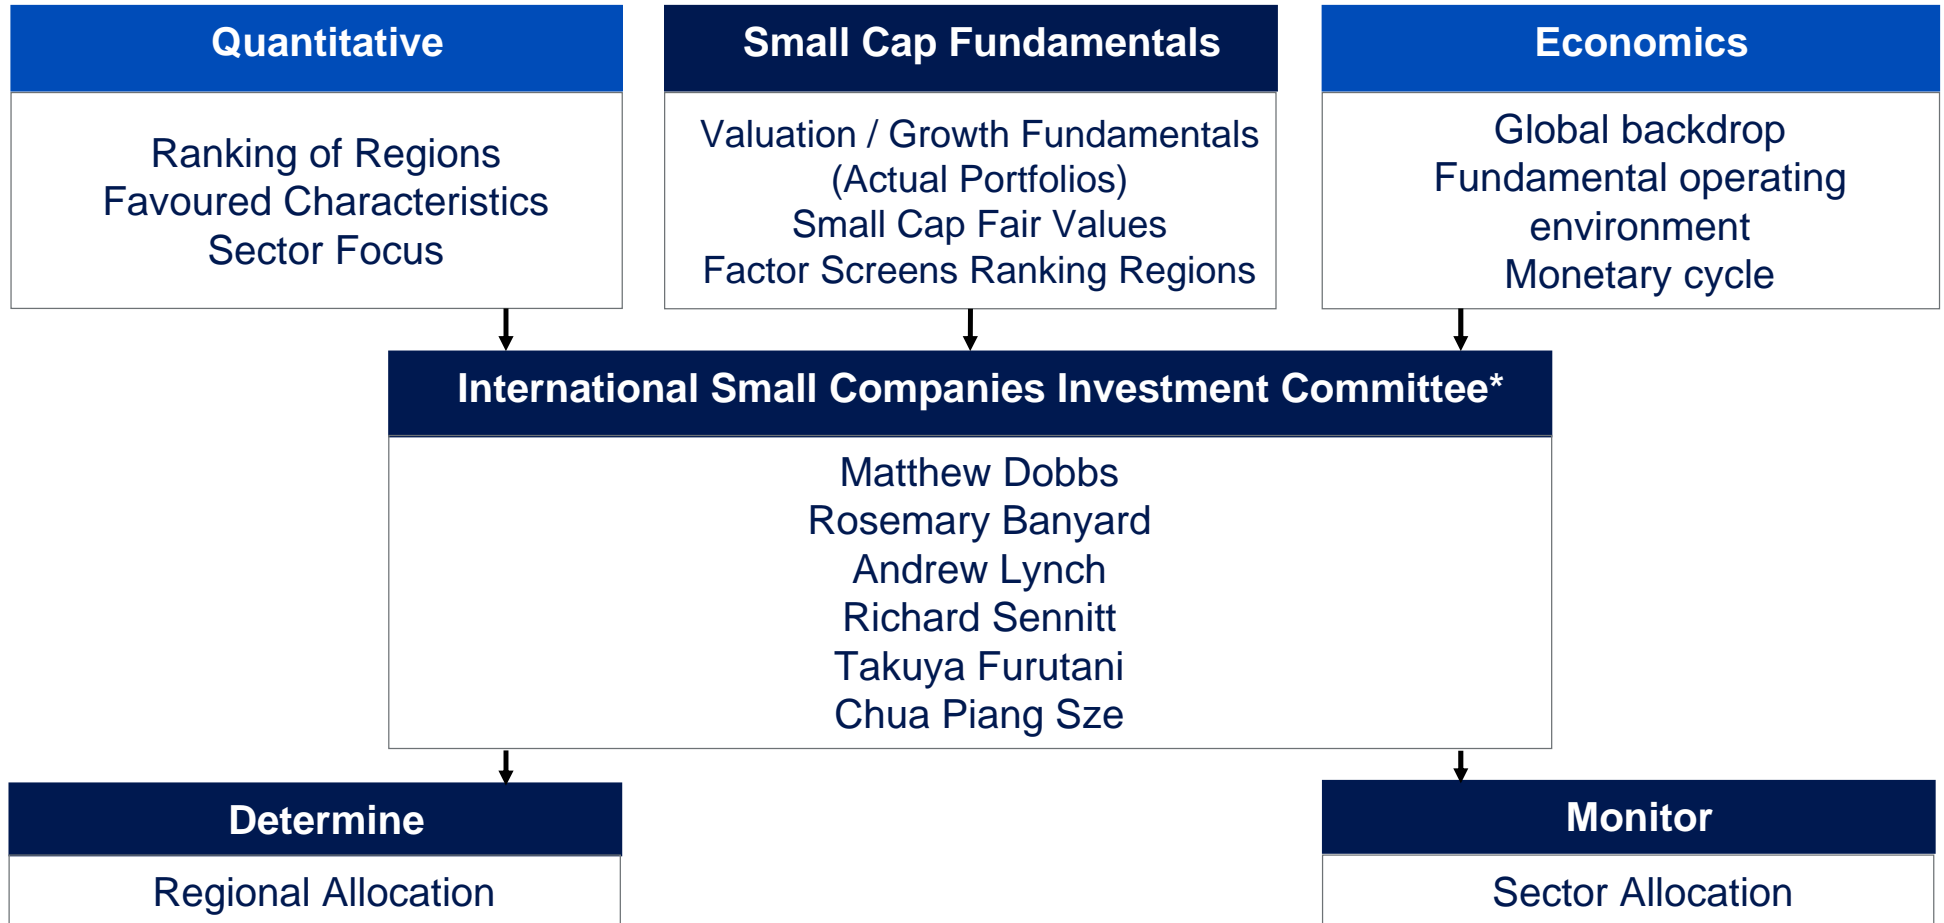 Quantitative
Ranking of Regions
Favoured Characteristics
Sector Focus
Small Cap Fundamentals
Valuation / Growth Fundamentals
(Actual Portfolios)
Small Cap Fair Values
Factor Screens Ranking Regions
Economics
Global backdrop
Fundamental operating
environment
Monetary cycle
International Small Companies Investment Committee*
Matthew Dobbs
Rosemary Banyard
Andrew Lynch
Richard Sennitt
Takuya Furutani
Chua Piang Sze
Determine
Regional Allocation
Monitor
Sector Allocation